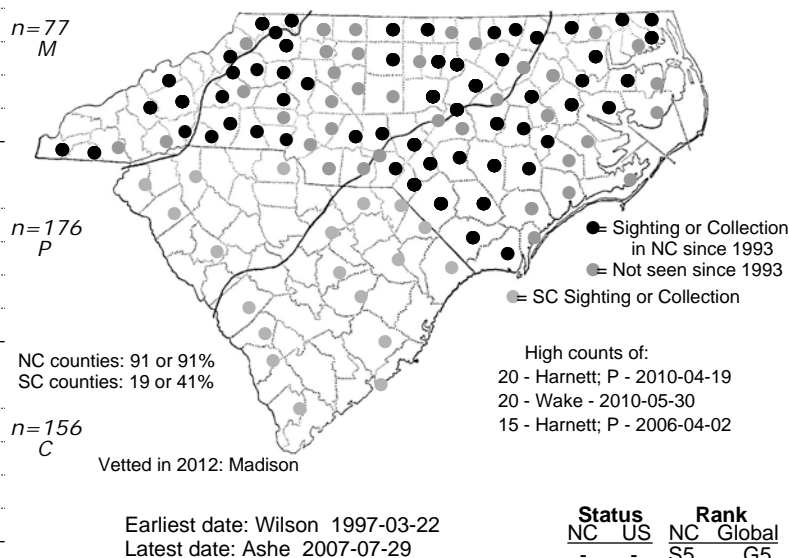 n=77
M
n=176
P
= Sighting or Collection
in NC since 1993
= Not seen since 1993
= SC Sighting or Collection
NC counties: 91 or 91%
SC counties: 19 or 41%
High counts of:
20 - Harnett; P - 2010-04-19
20 - Wake - 2010-05-30
15 - Harnett; P - 2006-04-02
n=156
C
Vetted in 2012: Madison
Earliest date: Wilson 1997-03-22
Latest date: Ashe 2007-07-29
Status Rank
NC US NC Global
- - S5 G5